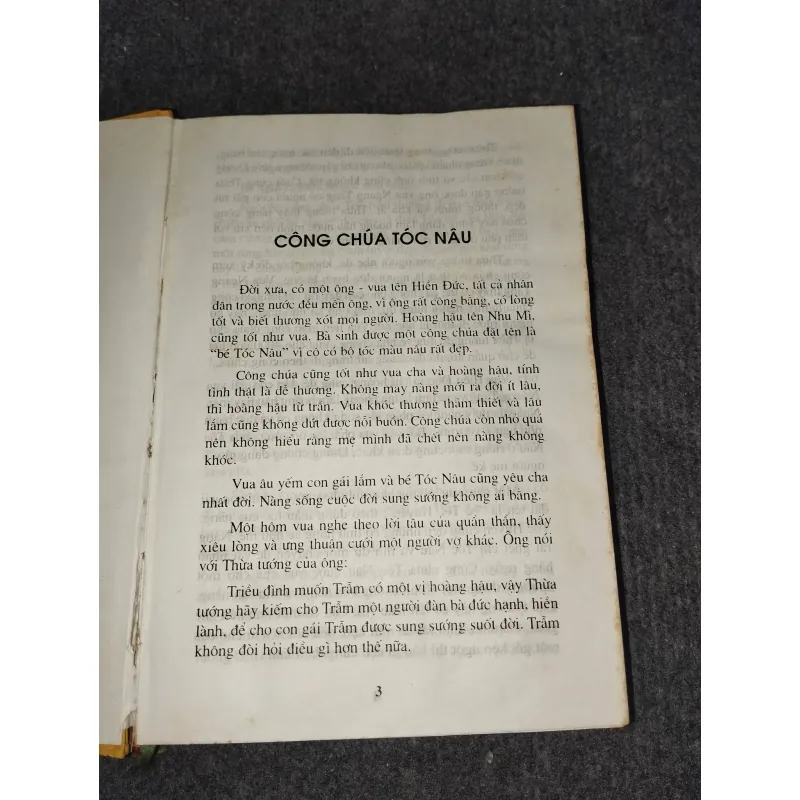 CÔNG CHÚA TÓC NÂU
Đời xưa, có một ông - vua tên Hiền Đức, tất cả nhân
dân trong nước đều mến ông, vì ông rất công bằng, có lòng
tốt và biết thương xót mọi người. Hoàng hậu tên Nhu Mì,
cũng tốt như vua. Bà sinh được một công chúa đặt tên là
“bé Tóc Nâu” vì cô có bộ tóc màu nâu rất đẹp.
Công chúa cũng tốt như vua cha và hoàng hậu, tính
tình thật là dễ thương. Không may nàng mới ra đời ít lâu,
thì hoàng hậu từ trần. Vua khóc thương thảm thiết và lâu
lắm cũng không dứt được nỗi buồn. Công chúa còn nhỏ quá
nên không hiểu rằng mẹ mình đã chết nên nàng không
khóc.
Vua âu yếm con gái lắm và bé Tóc Nâu cũng yêu cha
nhất đời. Nàng sống cuộc đời sung sướng không ai bằng.
Một hôm vua nghe theo lời tâu của quần thần, thấy
xiêu lòng và ưng thuận cưới một người vợ khác. Ông nói
với Thừa tướng của ông:
Triều đình muốn Trẫm có một vị hoàng hậu, vậy Thừa
tướng hãy kiếm cho Trẫm một người đàn bà đức hạnh, hiền
lành, để cho con gái Trẫm được sung sướng suốt đời. Trẫm
không đòi hỏi điều gì hơn thế nữa.
3